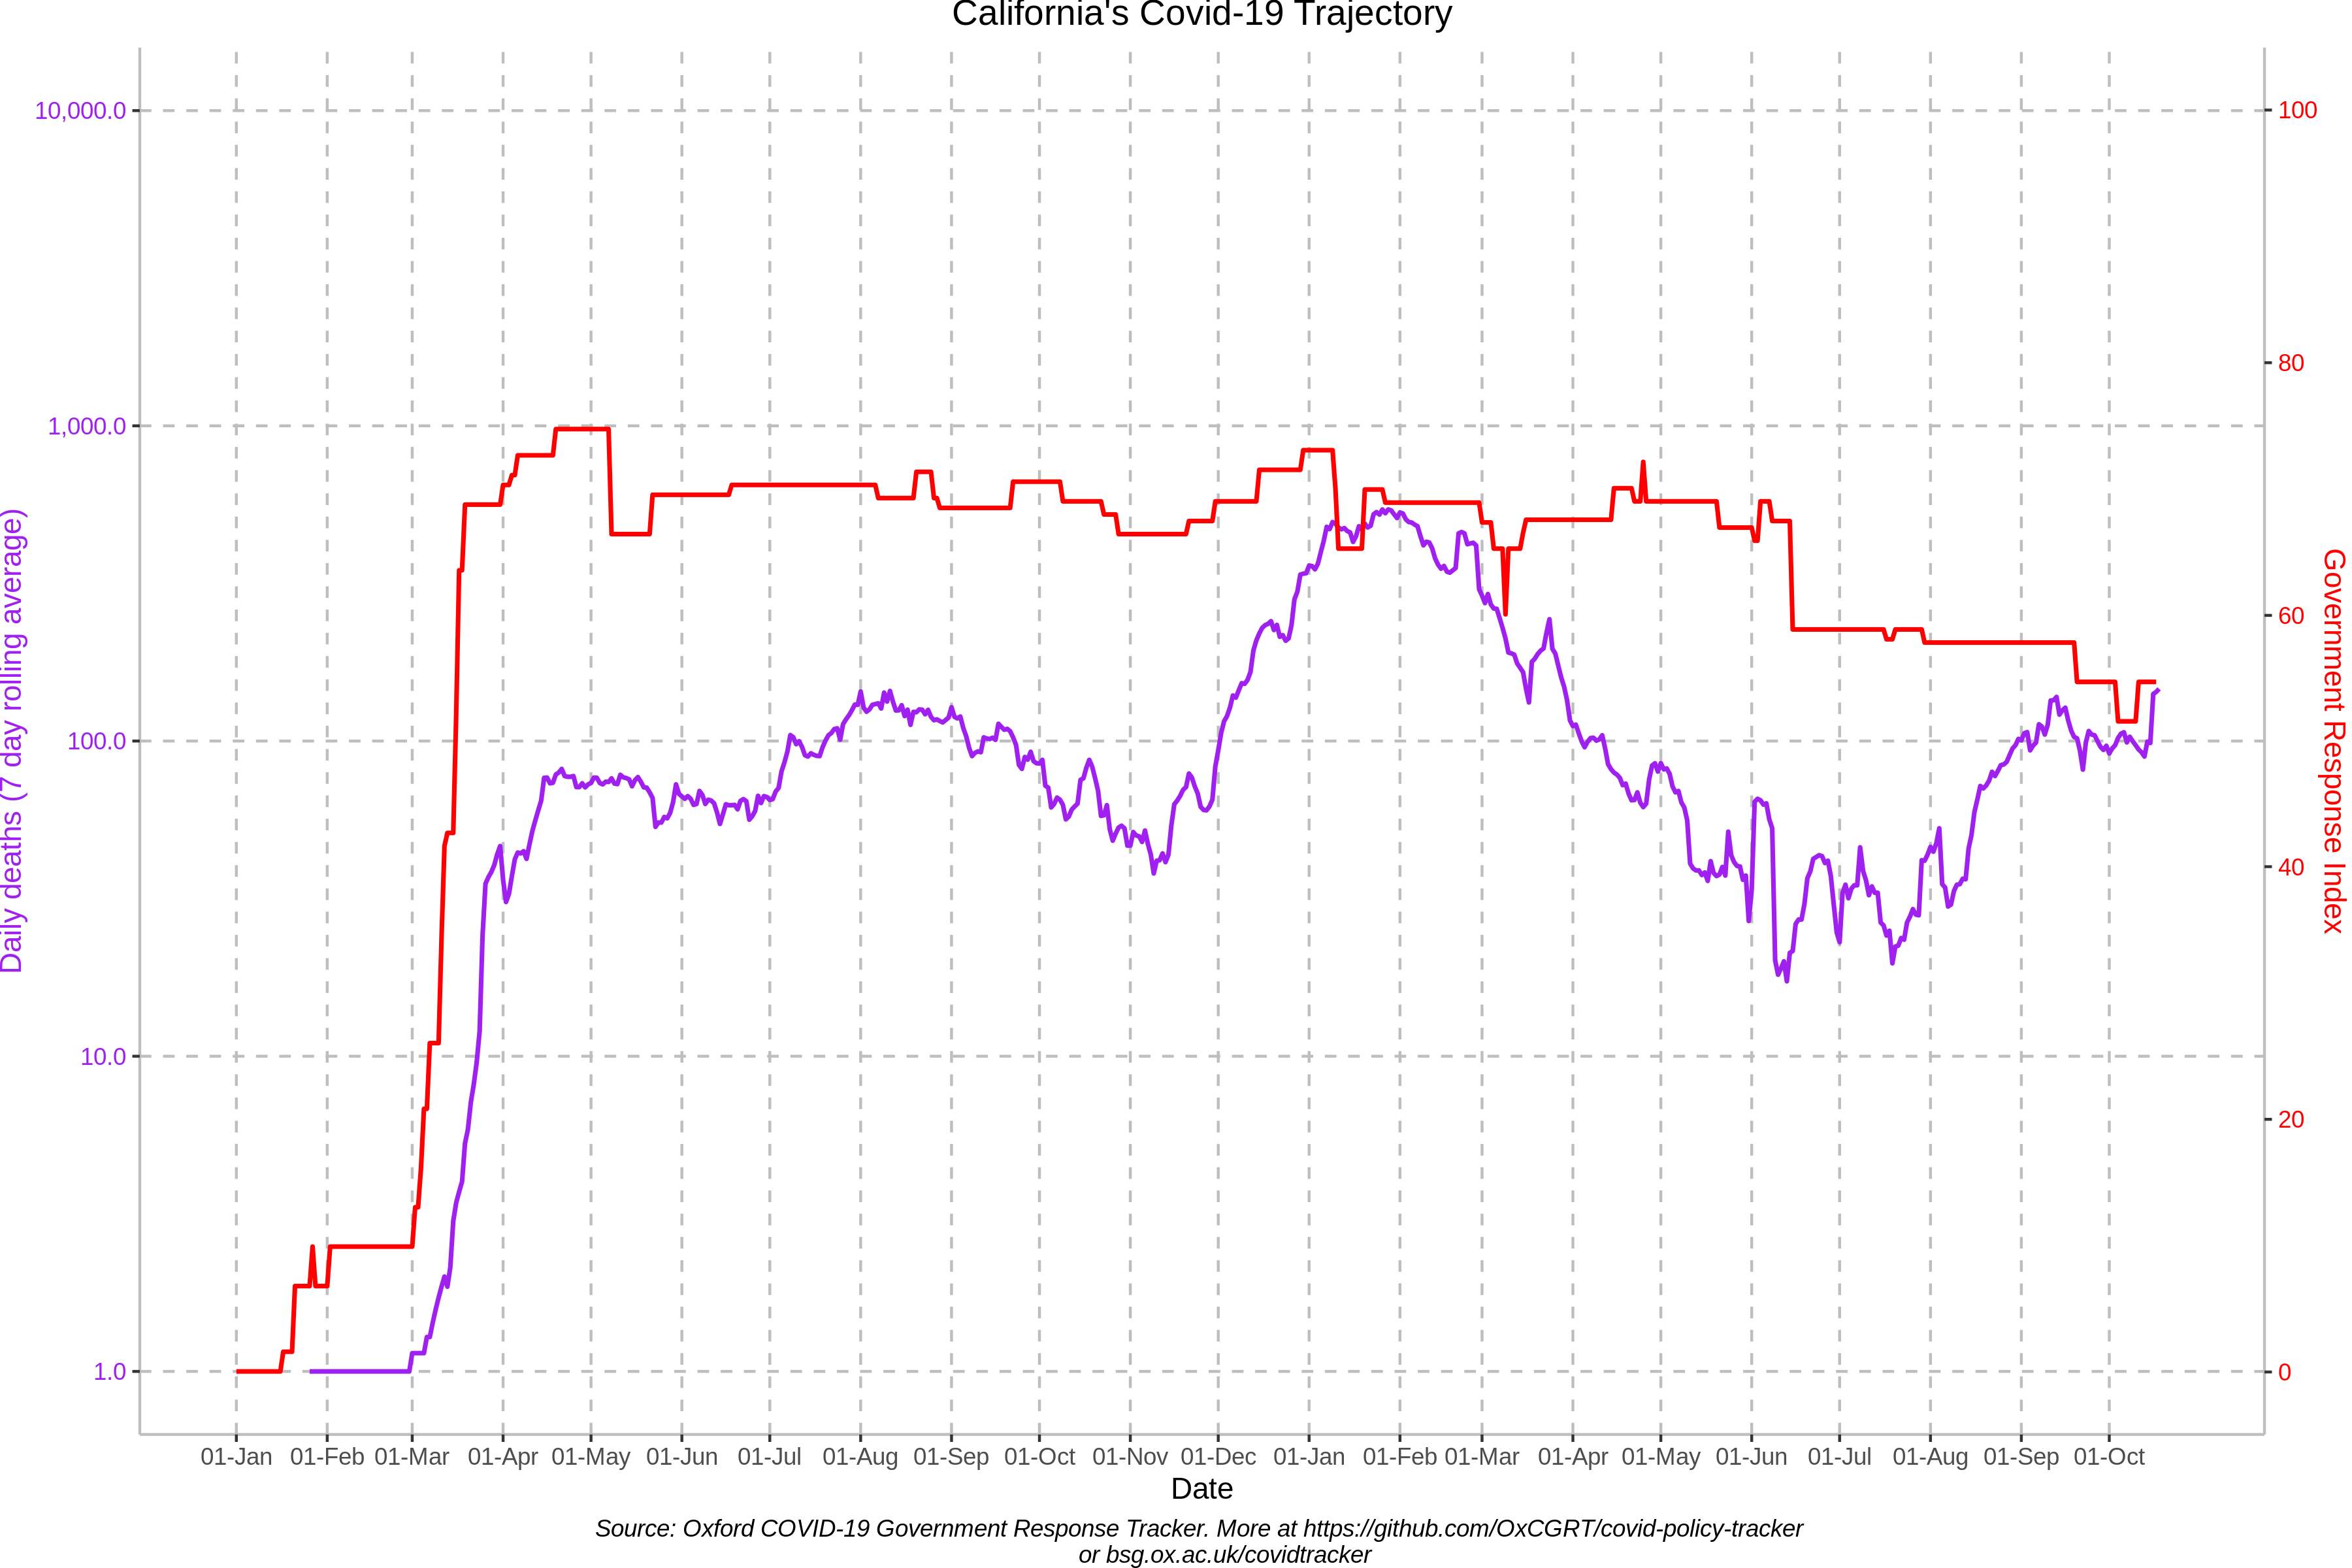 California's Covid-19 Trajectory
10,000.0
1,000.0
100.0
10.0
1.0
Daily deaths (7 day rolling average)
100
80
60
40
20
0
Government Response Index
01-Jan 01-Feb 01-Mar 01-Apr 01-May 01-Jun 01-Jul 01-Aug 01-Sep 01-Oct 01-Nov 01-Dec 01-Jan 01-Feb 01-Mar 01-Apr 01-May 01-Jun 01-Jul 01-Aug 01-Sep 01-Oct
Date
Source: Oxford COVID-19 Government Response Tracker. More at https://github.com/OxCGRT/covid-policy-tracker
or bsg.ox.ac.uk/covidtracker